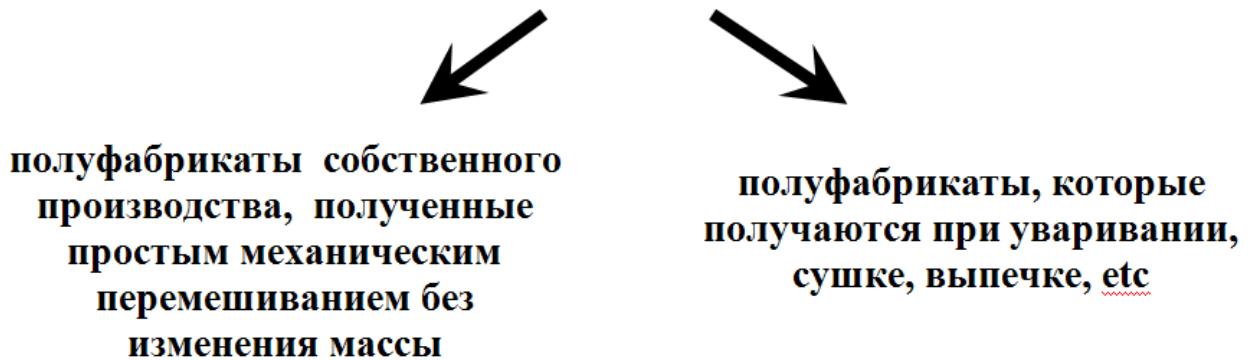 полуфабрикаты собственного
производства, полученные
простым механическим
перемешиванием без
изменения массы
полуфабрикаты, которые
получаются при уваривании,
сушке, выпечке, etc